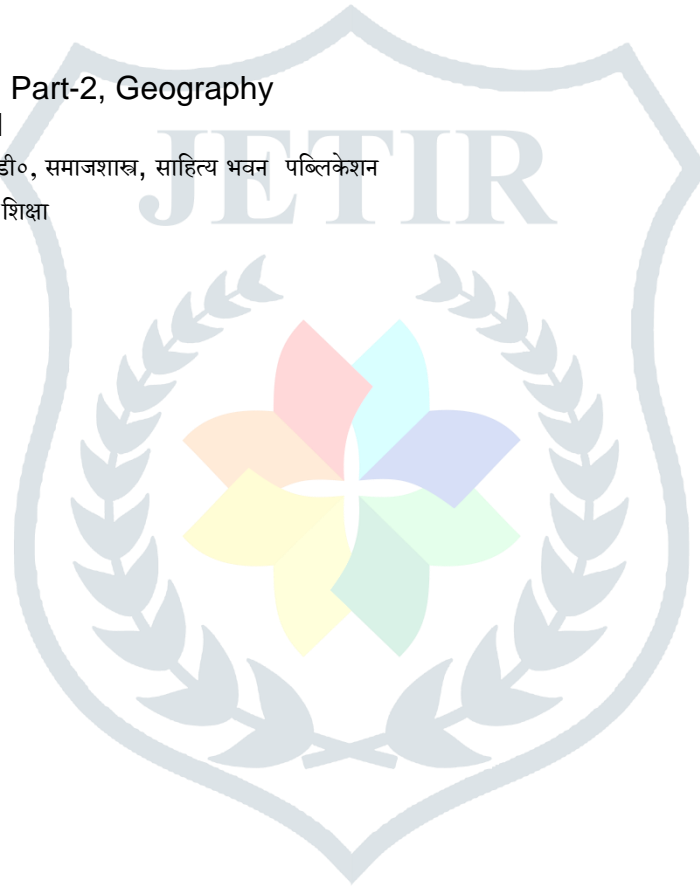 Part-2, Geography
डी०, समाजशास्त्र, साहित्य भवन पब्लिकेशन
शिक्षा
JETIR